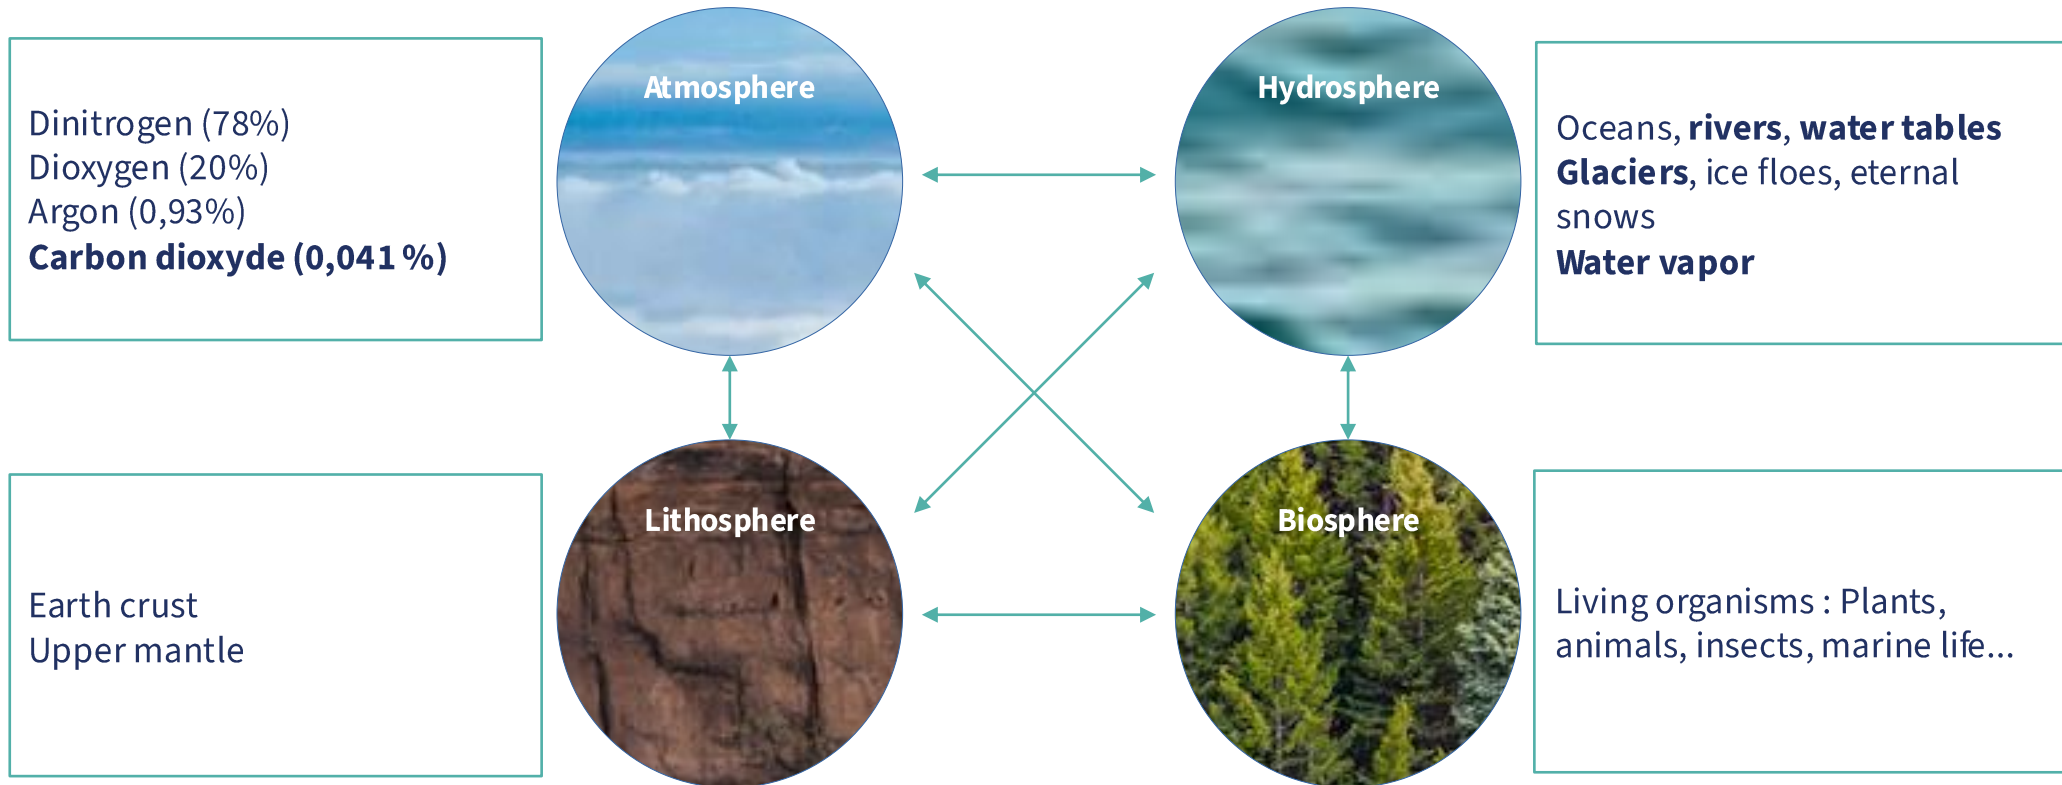 Atmosphere
Hydrosphere
Dinitrogen (78%)
Dioxygen (20%)
Argon (0,93%)
Carbon dioxyde (0,041 %)
Oceans, rivers, water tables
Glaciers, ice floes, eternal
snows
Water vapor
Lithosphere
Biosphere
Earth crust
Upper mantle
Living organisms : Plants,
animals, insects, marine life...